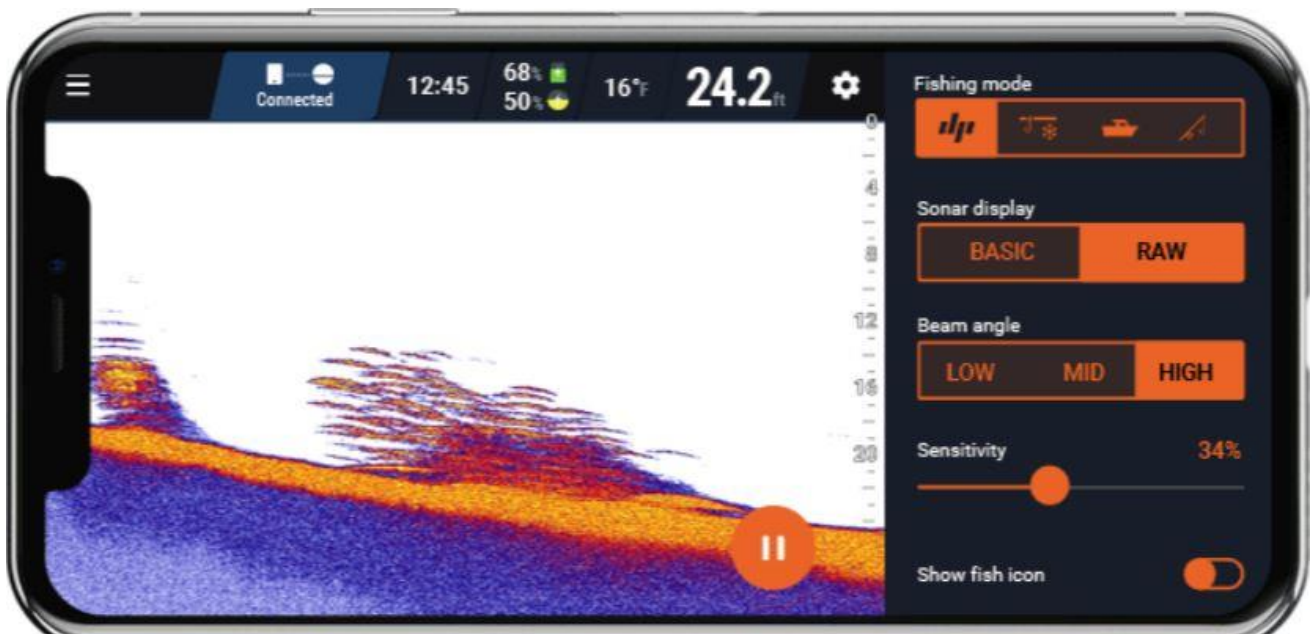 Connected
12:45
68%
50%
16°F
24.2ft
0
4
8
12
16
20
Fishing mode
dp
Sonar display
BASIC RAW
Beam angle
LOW MID HIGH
Sensitivity 34%
Show fish icon